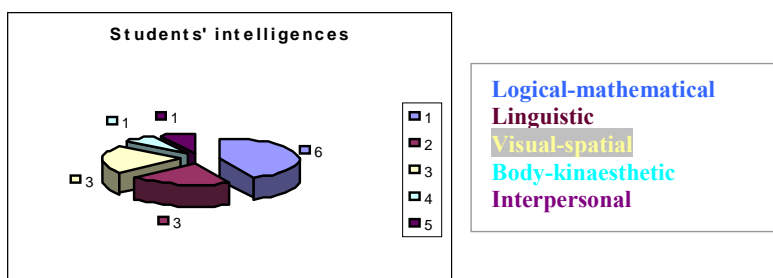 Students' intelligences
1
1
6
3
3
1
2
3
4
5
Logical-mathematical
Linguistic
Visual-spatial
Body-kinaesthetic
Interpersonal